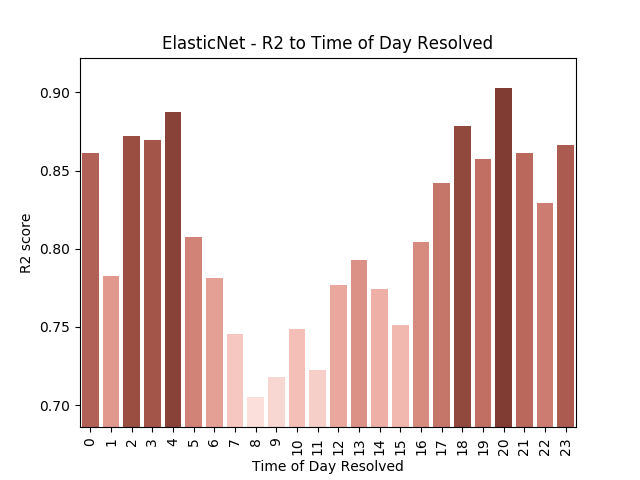 ElasticNet - R2 to Time of Day Resolved
R2 score
0.90
0.85
0.80
0.75
0.70
0 1 2 3 4 5 6 7 8 9 10 11 12 13 14 15 16 17 18 19 20 21 22 23
Time of Day Resolved